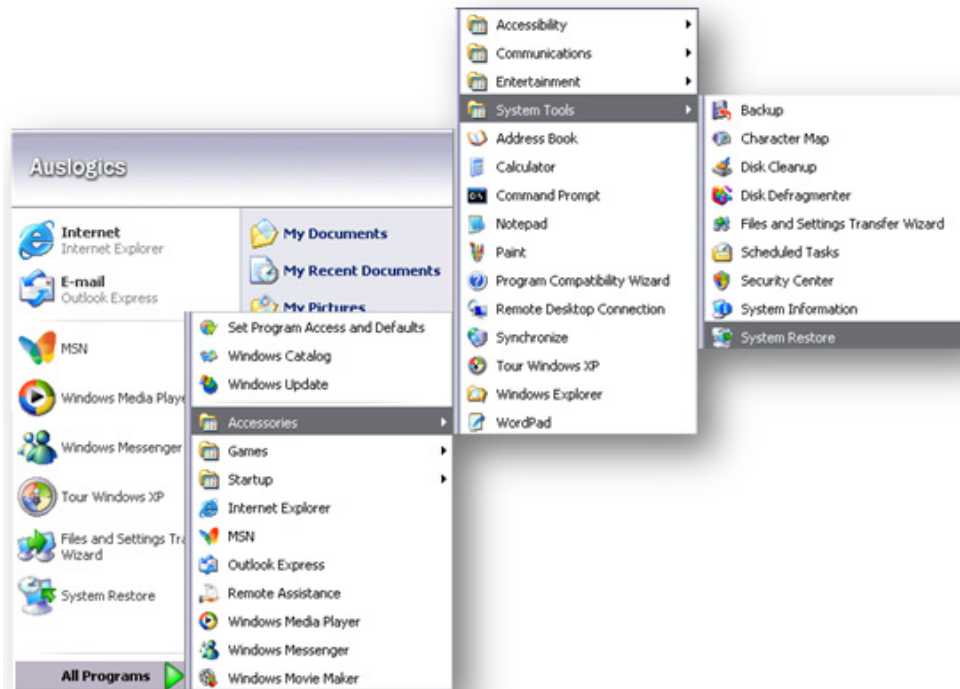 Auslogics
Internet
Internet Explorer
E-mail
Outlook Express
MSN
Windows Media Playe
Windows Messenger
Tour Windows XP
Files and Settings Tra
Wizard
System Restore
All Programs
My Documents
My Recent Documents
My Pictures
Set Program Access and Defaults
Windows Catalog
Windows Update
Accessories
Games
Startup
Internet Explorer
MSN
Outlook Express
Remote Assistance
Windows Media Player
Windows Messenger
Windows Movie Maker
Accessibility
Communications
Entertainment
System Tools
Address Book
Calculator
Command Prompt
Notepad
Paint
Program Compatibility Wizard
Remote Desktop Connection
Synchronize
Tour Windows XP
Windows Explorer
WordPad
Backup
Character Map
Disk Cleanup
Disk Defragmenter
Files and Settings Transfer Wizard
Scheduled Tasks
Security Center
System Information
System Restore